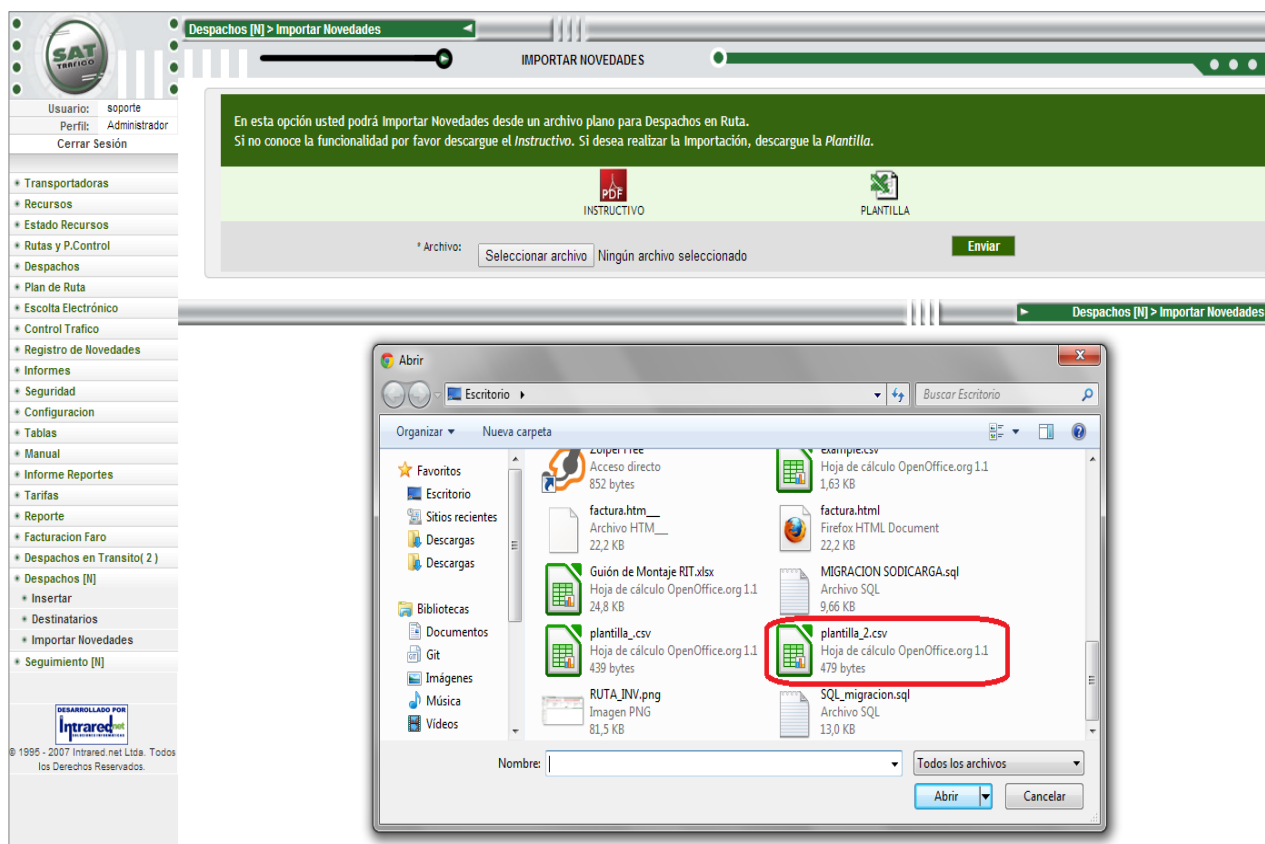 Despachos [N] > Importar Novedades
IMPORTAR NOVEDADES
SAT
TRAFICO
Usuario: soporte
Perfil: Administrador
Cerrar Sesión
En esta opción usted podrá Importar Novedades desde un archivo plano para Despachos en Ruta.
Si no conoce la funcionalidad por favor descargue el Instructivo. Si desea realizar la Importación, descargue la Plantilla.
PDF
INSTRUCTIVO
PLANTILLA
* Archivo: Seleccionar archivo Ningún archivo seleccionado
Enviar
Despachos [N] > Importar Novedades
Transportadoras
Recursos
Estado Recursos
Rutas y P.Control
Despachos
Plan de Ruta
Escolta Electrónico
Control Trafico
Registro de Novedades
Informes
Seguridad
Configuracion
Tablas
Manual
Informe Reportes
Tarifas
Reporte
Facturacion Faro
Despachos en Transito( 2 )
Despachos [N]
Insertar
Destinatarios
Importar Novedades
Seguimiento [N]
DESARROLLADO POR
Intrared.net
® 1995 - 2007 Intrared.net Ltda. Todos
los Derechos Reservados.
Abrir
Escritorio
Buscar Escritorio
Organizar
Nueva carpeta
Favoritos
Escritorio
Sitios recientes
Descargas
Descargas
Bibliotecas
Documentos
Git
Imágenes
Música
Vídeos
Zoiper Free
Acceso directo
852 bytes
example.csv
Hoja de cálculo OpenOffice.org 1.1
1,63 KB
factura.htm__
Archivo HTM__
22,2 KB
factura.html
Firefox HTML Document
22,2 KB
Guión de Montaje RIT.xlsx
Hoja de cálculo OpenOffice.org 1.1
24,8 KB
MIGRACION SODICARGA.sql
Archivo SQL
9,66 KB
plantilla_.csv
Hoja de cálculo OpenOffice.org 1.1
439 bytes
plantilla_2.csv
Hoja de cálculo OpenOffice.org 1.1
479 bytes
RUTA_INV.png
Imagen PNG
81,5 KB
SQL_migracion.sql
Archivo SQL
13,0 KB
Nombre:
Todos los archivos
Abrir
Cancelar